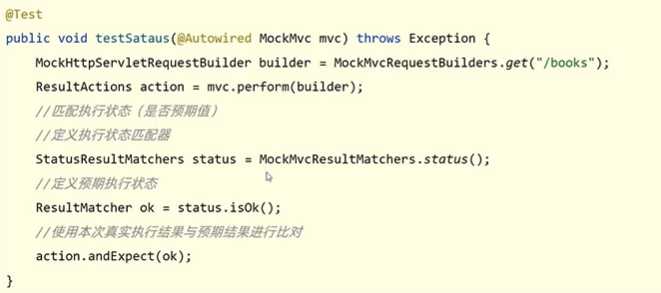 @Test
public void testSataus(@Autowired MockMvc mvc) throws Exception {
    MockHttpServletRequestBuilder builder = MockMvcRequestBuilders.get("/books");
    ResultActions action = mvc.perform(builder);
    //匹配执行状态（是否预期值）
    //定义执行状态匹配器
    StatusResultMatchers status = MockMvcResultMatchers.status();
    //定义预期执行状态
    ResultMatcher ok = status.isOk();
    //使用本次真实执行结果与预期结果进行比对
    action.andExpect(ok);
}